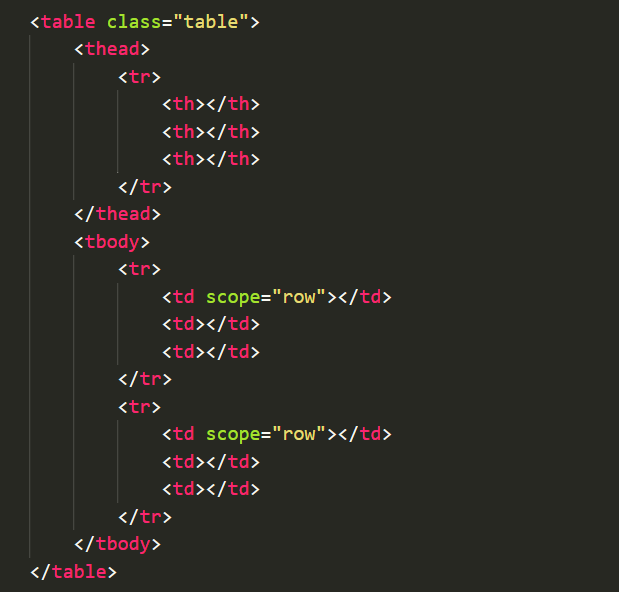 <table class="table">
    <thead>
        <tr>
            <th></th>
            <th></th>
            <th></th>
        </tr>
    </thead>
    <tbody>
        <tr>
            <td scope="row"></td>
            <td></td>
            <td></td>
        </tr>
        <tr>
            <td scope="row"></td>
            <td></td>
            <td></td>
        </tr>
    </tbody>
</table>